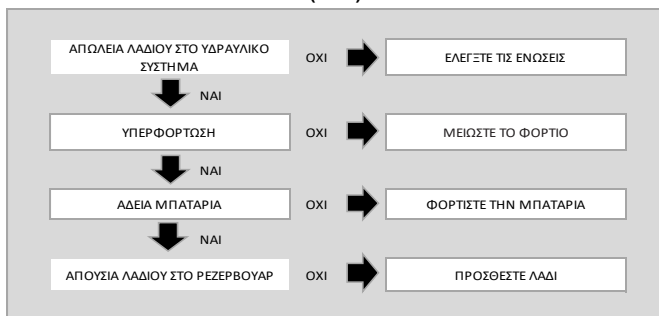 ΑΠΩΛΕΙΑ ΛΑΔΙΟΥ ΣΤΟ ΥΔΡΑΥΛΙΚΟ
ΣΥΣΤΗΜΑ
ΟΧΙ
ΕΛΕΓΞΤΕ ΤΙΣ ΕΝΩΣΕΙΣ
ΝΑΙ
ΥΠΕΡΦΟΡΤΩΣΗ
ΟΧΙ
ΜΕΙΩΣΤΕ ΤΟ ΦΟΡΤΙΟ
ΝΑΙ
ΑΔΕΙΑ ΜΠΑΤΑΡΙΑ
ΟΧΙ
ΦΟΡΤΙΣΤΕ ΤΗΝ ΜΠΑΤΑΡΙΑ
ΝΑΙ
ΑΠΟΥΣΙΑ ΛΑΔΙΟΥ ΣΤΟ ΡΕΖΕΡΒΟΥΑΡ
ΟΧΙ
ΠΡΟΣΘΕΣΤΕ ΛΑΔΙ